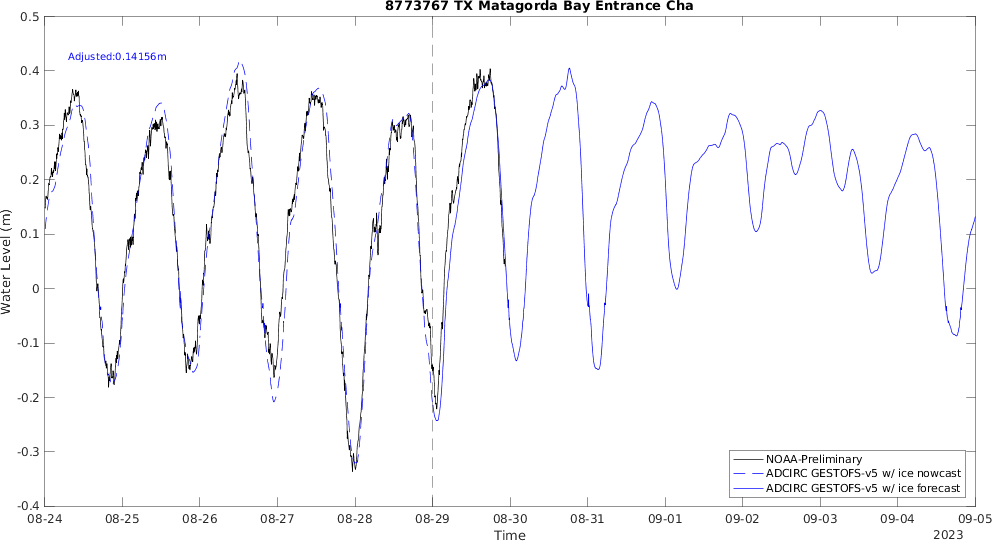 8773767 TX Matagorda Bay Entrance Cha
Adjusted:0.14156m
0.5
0.4
0.3
0.2
0.1
0
-0.1
-0.2
-0.3
-0.4
Water Level (m)
NOAA-Preliminary
ADCIRC GESTOFS-v5 w/ ice nowcast
ADCIRC GESTOFS-v5 w/ ice forecast
08-24 08-25 08-26 08-27 08-28 08-29 08-30 08-31 09-01 09-02 09-03 09-04 09-05
Time
2023